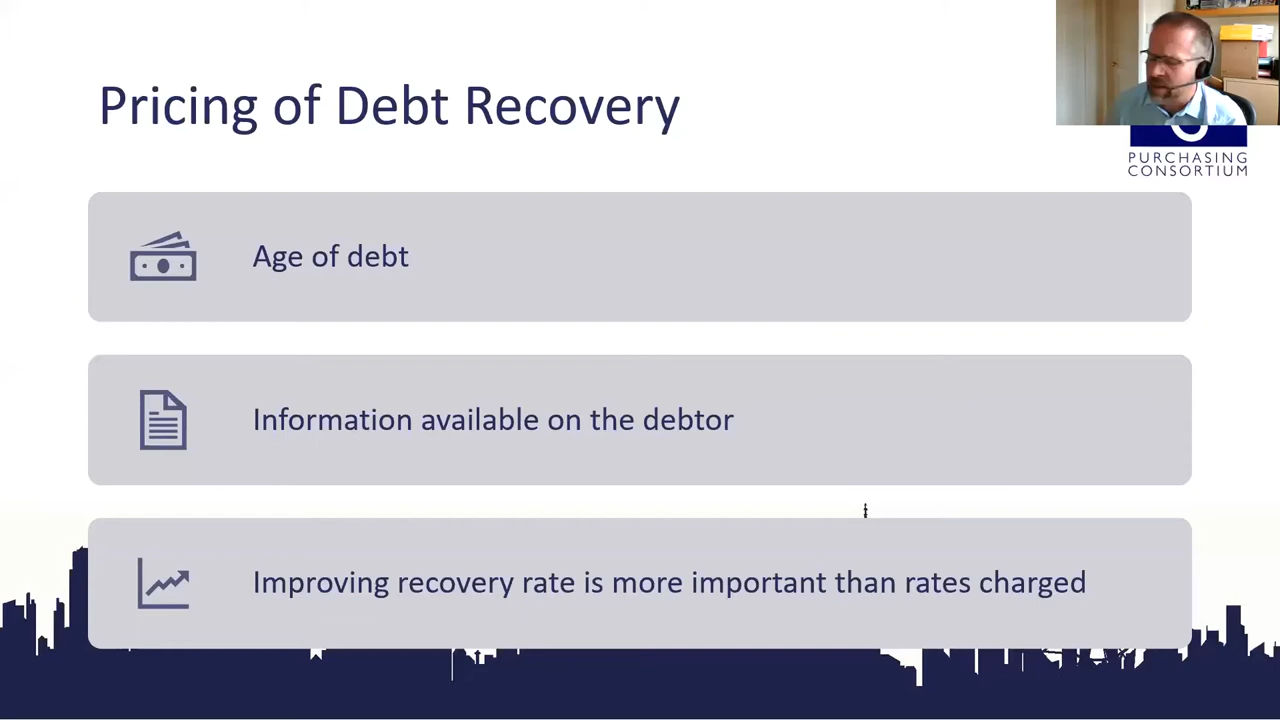 Pricing of Debt Recovery
PURCHASING
CONSORTIUM
Age of debt
Information available on the debtor
Improving recovery rate is more important than rates charged